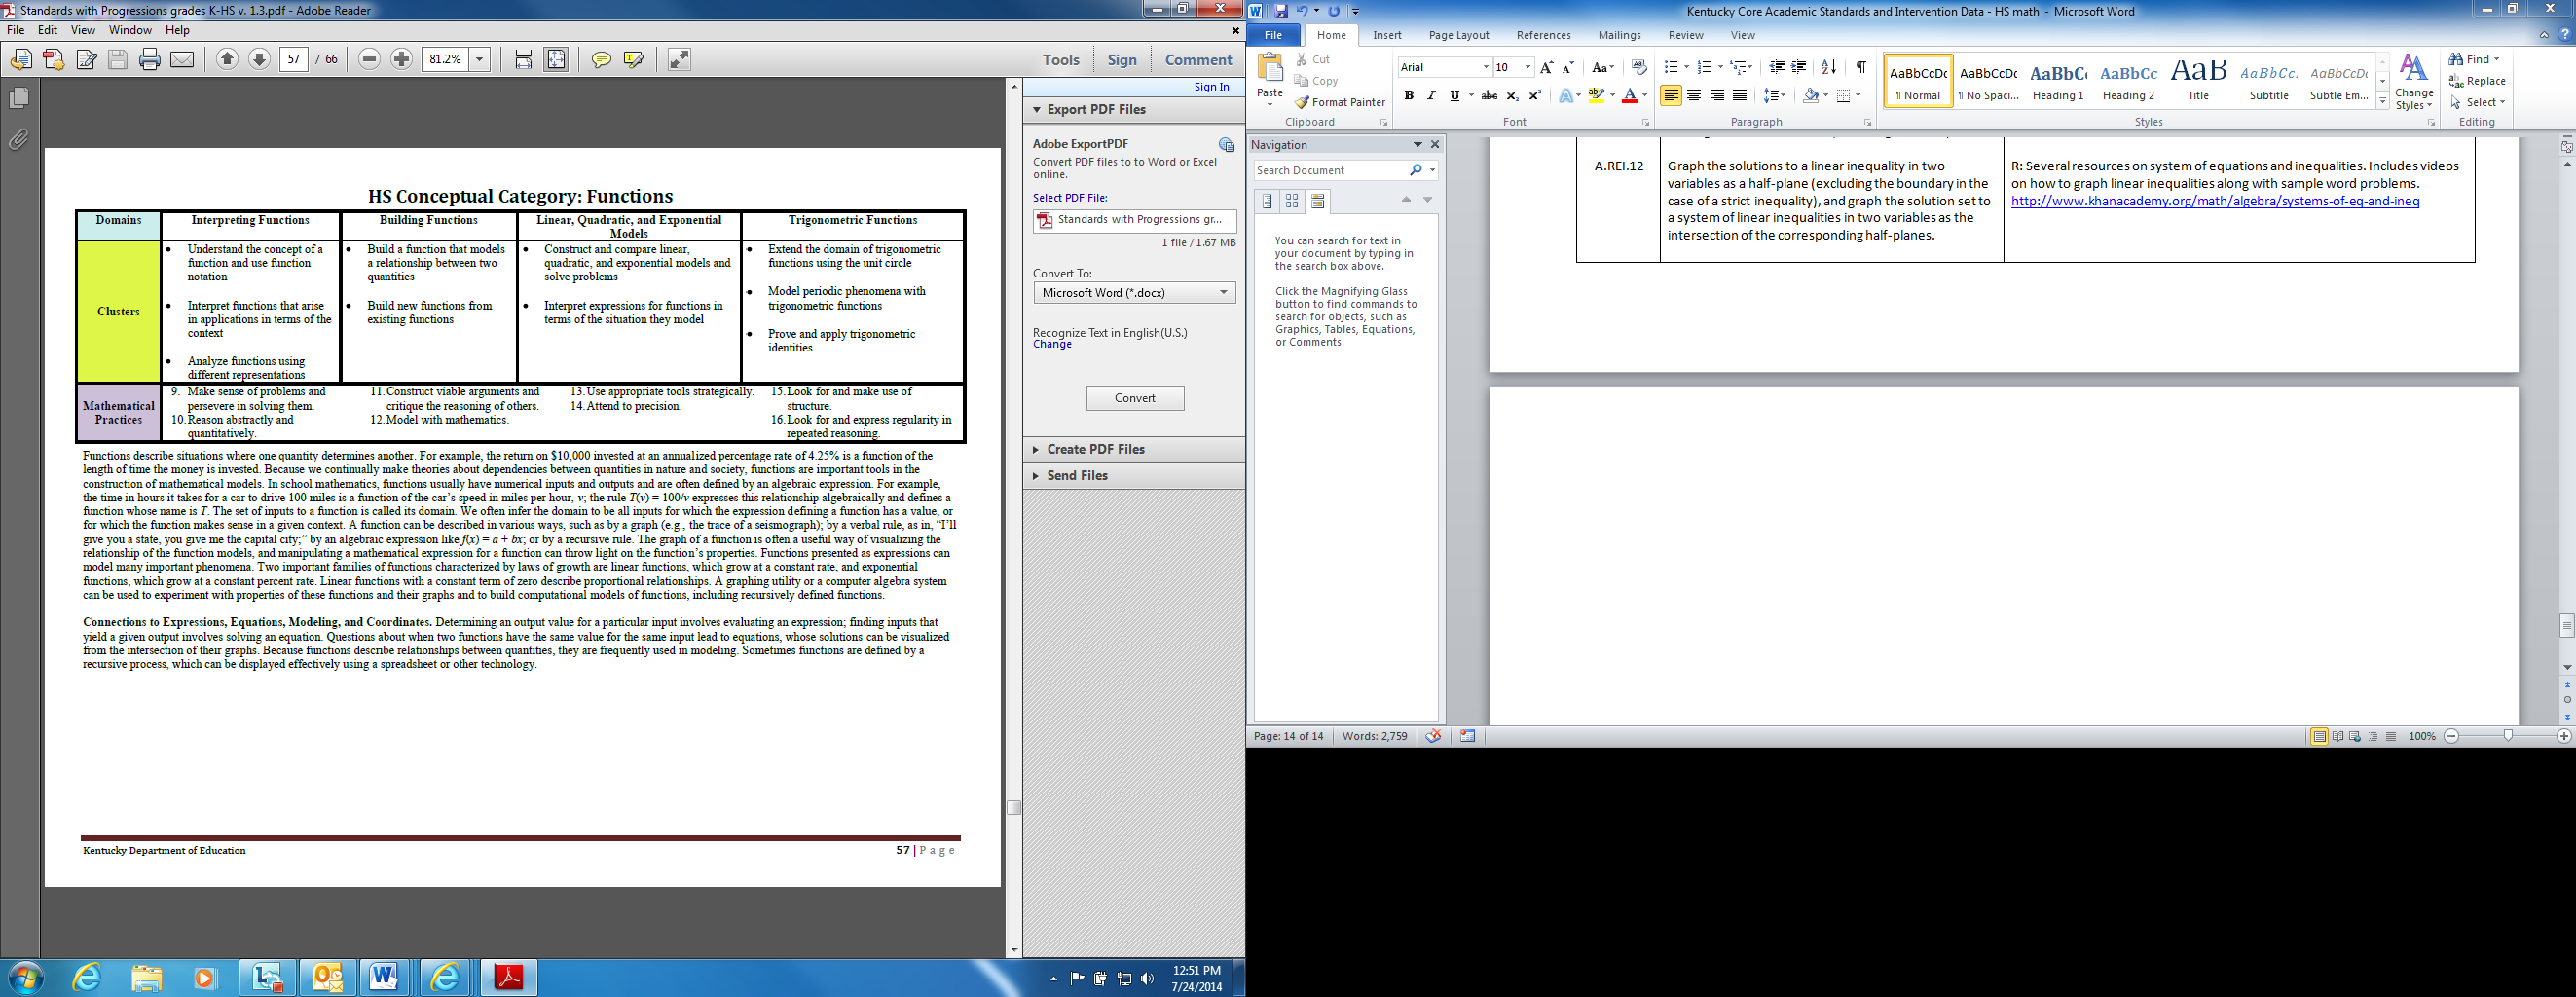 Standards with Progressions grades K-HS v. 1.3.pdf - Adobe Reader
File Edit View Window Help
57 / 66
81.2%
Tools
Sign
Comment
HS Conceptual Category: Functions
Domains
Interpreting Functions
Building Functions
Linear, Quadratic, and Exponential
Models
Trigonometric Functions
Clusters
• Understand the concept of a
function and use function
notation
• Interpret functions that arise
in applications in terms of the
context
• Analyze functions using
different representations
• Build a function that models
a relationship between two
quantities
• Build new functions from
existing functions
• Construct and compare linear,
quadratic, and exponential models and
solve problems
• Interpret expressions for functions in
terms of the situation they model
• Extend the domain of trigonometric
functions using the unit circle
• Model periodic phenomena with
trigonometric functions
• Prove and apply trigonometric
identities
Mathematical
Practices
9. Make sense of problems and
persevere in solving them.
10. Reason abstractly and
quantitatively.
11. Construct viable arguments and
critique the reasoning of others.
12. Model with mathematics.
13. Use appropriate tools strategically.
14. Attend to precision.
15. Look for and make use of
structure.
16. Look for and express regularity in
repeated reasoning.
Functions describe situations where one quantity determines another. For example, the return on $10,000 invested at an annualized percentage rate of 4.25% is a function of the
length of time the money is invested. Because we continually make theories about dependencies between quantities in nature and society, functions are important tools in the
construction of mathematical models. In school mathematics, functions usually have numerical inputs and outputs and are often defined by an algebraic expression. For example,
the time in hours it takes for a car to drive 100 miles is a function of the car's speed in miles per hour, v; the rule T(v) = 100/v expresses this relationship algebraically and defines a
function whose name is T. The set of inputs to a function is called its domain. We often infer the domain to be all inputs for which the expression defining a function has a value, or
for which the function makes sense in a given context. A function can be described in various ways, such as by a graph (e.g., the trace of a seismograph); by a verbal rule, as in, “I’ll
give you a state, you give me the capital city;” by an algebraic expression like f(x) = a + bx; or by a recursive rule. The graph of a function is often a useful way of visualizing the
relationship of the function models, and manipulating a mathematical expression for a function can throw light on the function’s properties. Functions presented as expressions can
model many important phenomena. Two important families of functions characterized by laws of growth are linear functions, which grow at a constant rate, and exponential
functions, which grow at a constant percent rate. Linear functions with a constant term of zero describe proportional relationships. A graphing utility or a computer algebra system
can be used to experiment with properties of these functions and their graphs and to build computational models of functions, including recursively defined functions.
Connections to Expressions, Equations, Modeling, and Coordinates. Determining an output value for a particular input involves evaluating an expression; finding inputs that
yield a given output involves solving an equation. Questions about when two functions have the same value for the same input lead to equations, whose solutions can be visualized
from the intersection of their graphs. Because functions describe relationships between quantities, they are frequently used in modeling. Sometimes functions are defined by a
recursive process, which can be displayed effectively using a spreadsheet or other technology.
Kentucky Department of Education
57 | Page
Sign In
Export PDF Files
Adobe ExportPDF
Convert PDF files to to Word or Excel
online.
Select PDF File:
Standards with Progressions gr...
1 file / 1.67 MB
Convert To:
Microsoft Word (*.docx)
Recognize Text in English(U.S.)
Change
Convert
Create PDF Files
Send Files
12:51 PM
7/24/2014
Kentucky Core Academic Standards and Intervention Data - HS math - Microsoft Word
File Home Insert Page Layout References Mailings Review View
Paste
Cut
Copy
Format Painter
Clipboard
Arial
10
Font
Paragraph
AaBbCcDc
¶ Normal
AaBbCcDc
¶ No Spaci...
AaBbC
Heading 1
AaBbCc
Heading 2
AaB
Title
AaBbCc.
Subtitle
AaBbCcDc
Subtle Em...
Change
Styles
Styles
Find
Replace
Select
Editing
Navigation
Search Document
You can search for text in
your document by typing in
the search box above.
Click the Magnifying Glass
button to find commands to
search for objects, such as
Graphics, Tables, Equations,
or Comments.
A.REI.12
Graph the solutions to a linear inequality in two
variables as a half-plane (excluding the boundary in the
case of a strict inequality), and graph the solution set to
a system of linear inequalities in two variables as the
intersection of the corresponding half-planes.
R: Several resources on system of equations and inequalities. Includes videos
on how to graph linear inequalities along with sample word problems.
http://www.khanacademy.org/math/algebra/systems-of-eq-and-ineq
Page: 14 of 14
Words: 2,759
100%